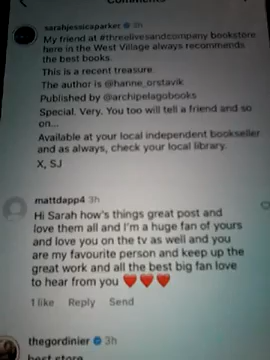 Comments
sarahjessicaparker 3h
My friend at #threelivesandcompany bookstore
here in the West Village always recommends
the best books.
This is a recent treasure.
The author is @hanne_orstavik
Published by @archipelagobooks
Special. Very. You too will tell a friend and so
on...
Available at your local independent bookseller
and as always, check your local library.
X, SJ
mattdapp4 3h
Hi Sarah how's things great post and
love them all and I'm a huge fan of yours
and love you on the tv as well and you
are my favourite person and keep up the
great work and all the best big fan love
to hear from you ❤️❤️❤️
1 like Reply Send
thegordinier 3h
best store